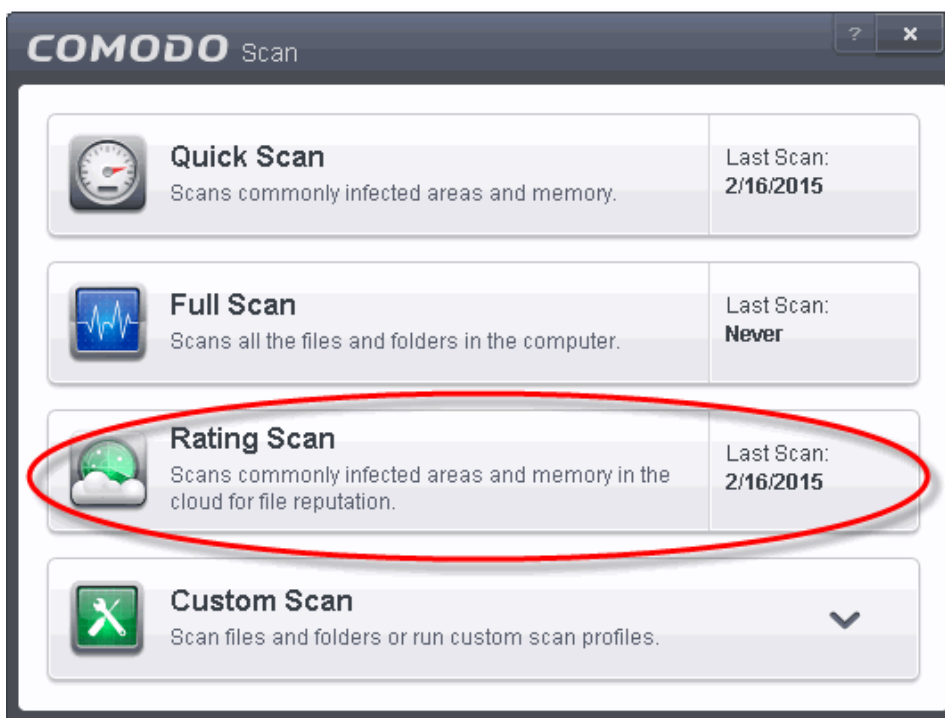 COMODO Scan
? x
Quick Scan
Scans commonly infected areas and memory.
Last Scan:
2/16/2015
Full Scan
Scans all the files and folders in the computer.
Last Scan:
Never
Rating Scan
Scans commonly infected areas and memory in the
cloud for file reputation.
Last Scan:
2/16/2015
Custom Scan
Scan files and folders or run custom scan profiles.